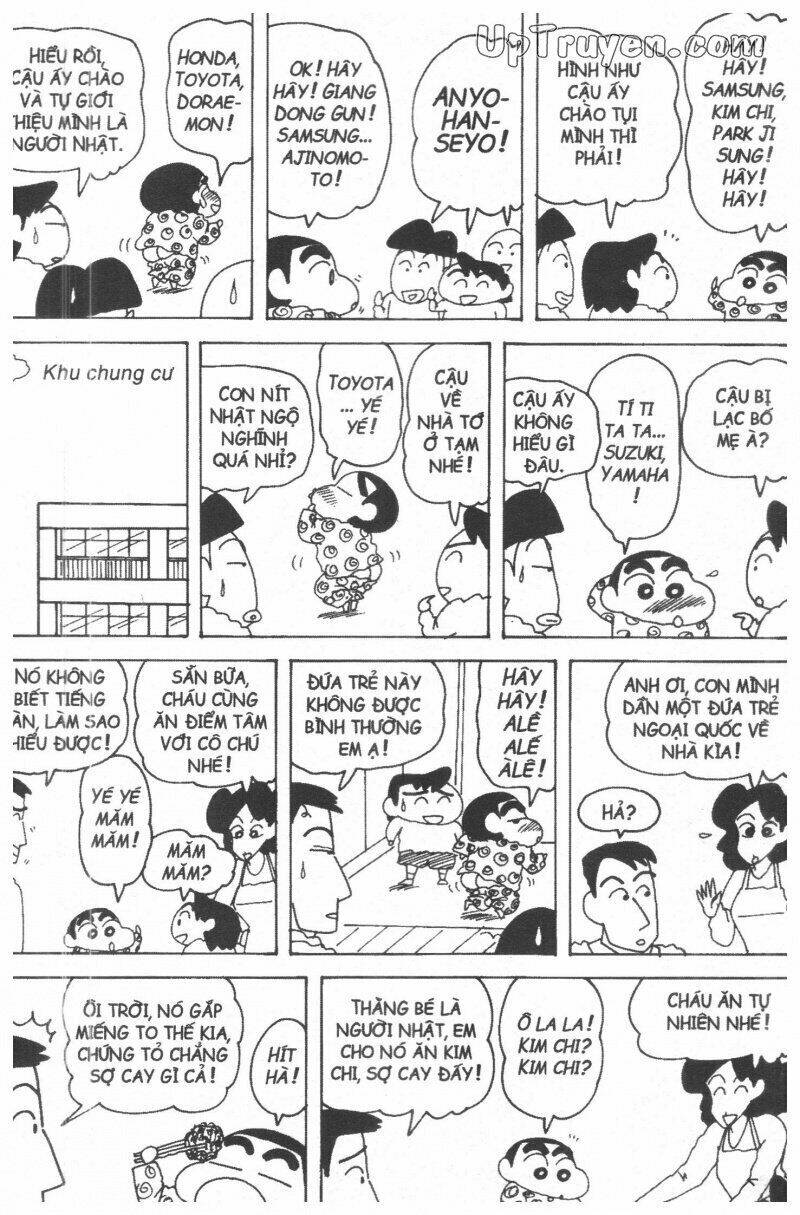 UpTruyen.com
HÂY!
SAMSUNG,
KIM CHI,
PARK JI
SUNG!
HÂY!
HÂY!
HÌNH NHƯ
CẬU ẤY
CHÀO TỤI
MÌNH THÌ
PHẢI!
ANYO-
HAN-
SEYO!
OK! HÂY
HÂY! GIANG
DONG GUN!
SAMSUNG...
AJINOMO-
TO!
HONDA,
TOYOTA,
DORAE-
MON!
HIỂU RỒI,
CẬU ẤY CHÀO
VÀ TỰ GIỚI
HIỆU MÌNH LÀ
NGƯỜI NHẬT.
CẬU BỊ
LẠC BỐ
MẸ À?
TÍ TI
TA TA...
SUZUKI,
YAMAHA
!
CẬU ẤY
KHÔNG
HIỂU GÌ
ĐÂU.
CẬU
VỀ
NHÀ TỚ
Ở TẠM
NHÉ!
TOYOTA
... YÉ
YÉ!
CON NÍT
NHẬT NGỘ
NGHĨNH
QUÁ NHỈ?
Khu chung cư
ANH ƠI, CON MÌNH
DẪN MỘT ĐỨA TRẺ
NGOẠI QUỐC VỀ
NHÀ KÌA!
HẢ?
HÂY
HÂY!
ALÊ
ALẾ
ÀLÊ!
ĐỨA TRẺ NÀY
KHÔNG ĐƯỢC
BÌNH THƯỜNG
EM Ạ!
SẴN BỮA,
CHÁU CÙNG
ĂN ĐIỂM TÂM
VỚI CÔ CHÚ
NHÉ!
MĂM
MĂM?
YÉ YÉ
MĂM
MĂM!
NÓ KHÔNG
BIẾT TIẾNG
ÀN, LÀM SAO
HIỂU ĐƯỢC!
CHÁU ĂN TỰ
NHIÊN NHÉ!
Ô LA LA!
KIM CHI?
KIM CHI?
THẰNG BÉ LÀ
NGƯỜI NHẬT, EM
CHO NÓ ĂN KIM
CHI, SỢ CAY ĐẤY!
HÍT
HÀ!
ÔI TRỜI, NÓ GẮP
MIẾNG TO THẾ KIA,
CHỨNG TỎ CHẲNG
SỢ CAY GÌ CẢ!